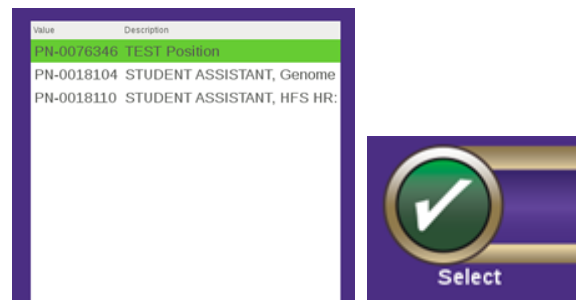 Value Description
PN-0076346 TEST Position
PN-0018104 STUDENT ASSISTANT, Genome
PN-0018110 STUDENT ASSISTANT, HFS HR:
Select